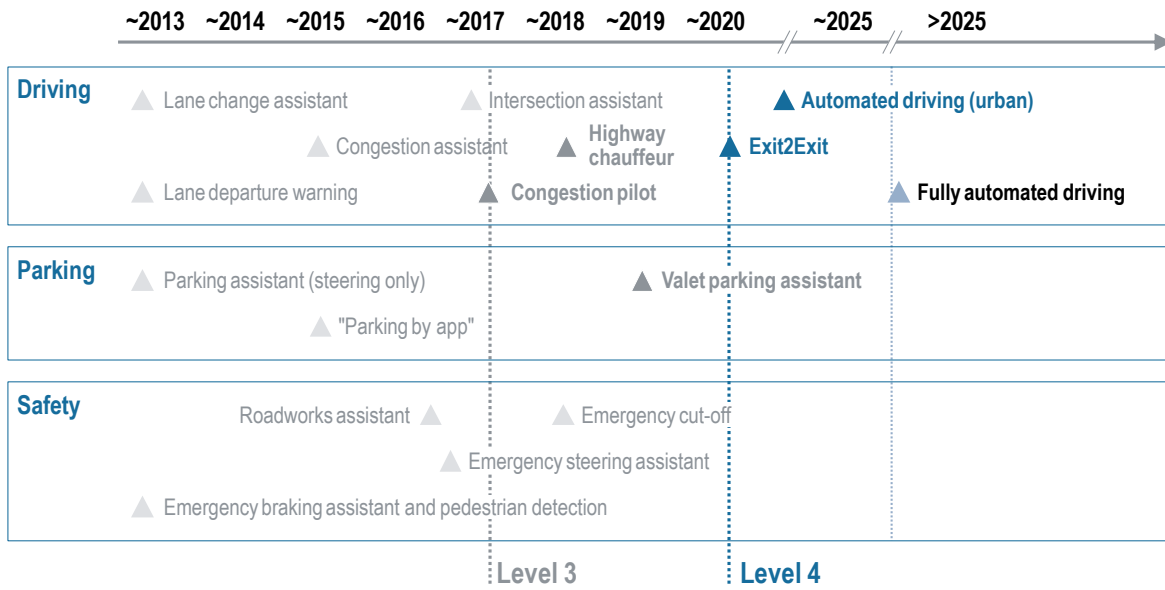 ~2013 ~2014 ~2015 ~2016 ~2017 ~2018 ~2019 ~2020 ~2025 >2025
Driving
Lane change assistant
Intersection assistant
Automated driving (urban)
Congestion assistant
Highway
chauffeur
Exit2Exit
Lane departure warning
Congestion pilot
Fully automated driving
Parking
Parking assistant (steering only)
Valet parking assistant
"Parking by app"
Safety
Roadworks assistant
Emergency cut-off
Emergency steering assistant
Emergency braking assistant and pedestrian detection
Level 3
Level 4